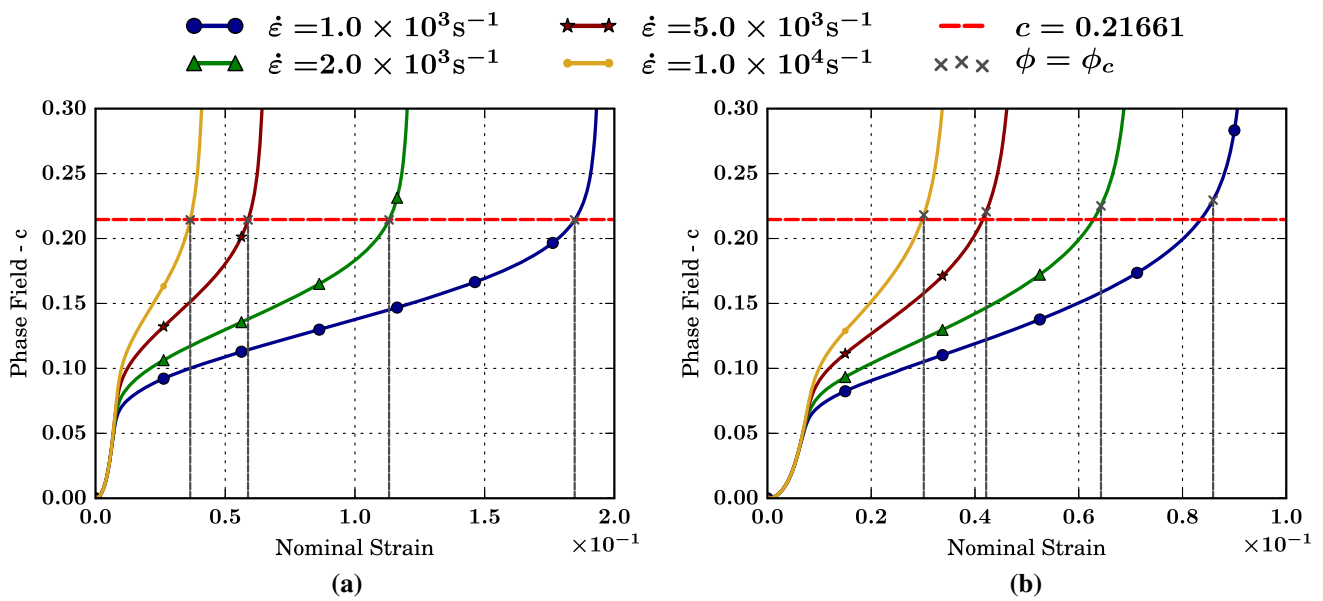 ε̇ =1.0 × 10³s⁻¹
ε̇ =5.0 × 10³s⁻¹
c = 0.21661
ε̇ =2.0 × 10³s⁻¹
ε̇ =1.0 × 10⁴s⁻¹
ϕ = ϕ_c
0.30
0.25
0.20
0.15
0.10
0.05
0.00
Phase Field - c
0.0 0.5 1.0 1.5 2.0
Nominal Strain ×10⁻¹
(a)
0.30
0.25
0.20
0.15
0.10
0.05
0.00
Phase Field - c
0.0 0.2 0.4 0.6 0.8 1.0
Nominal Strain ×10⁻¹
(b)